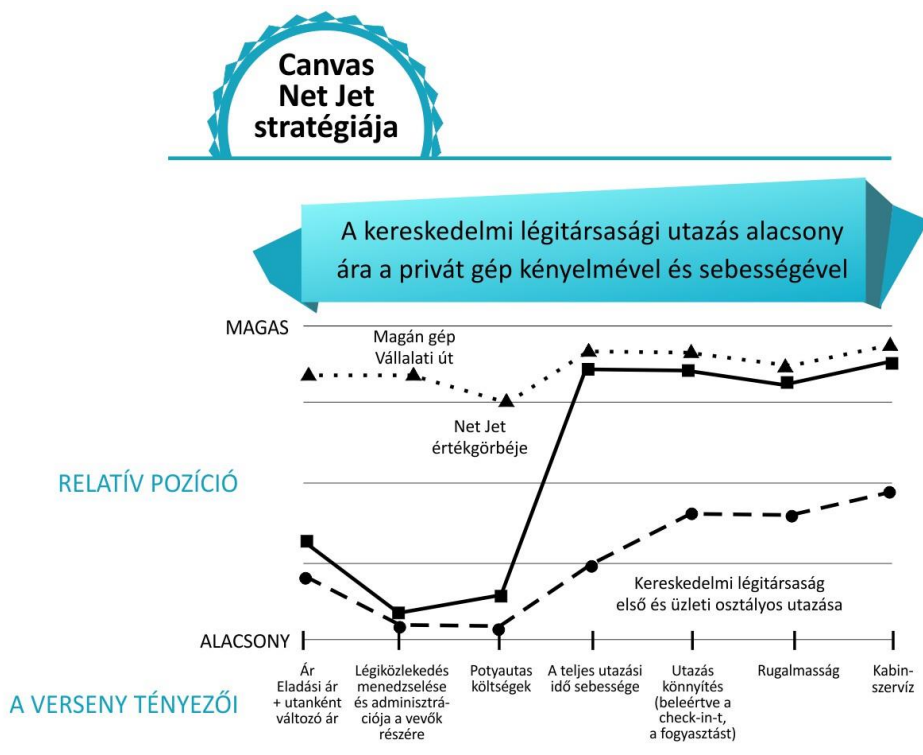 Canvas
Net Jet
stratégiája
A kereskedelmi légitársasági utazás alacsony
ára a privát gép kényelmével és sebességével
MAGAS
Magán gép
Vállalati út
Net Jet
értékgörbéje
RELATÍV POZÍCIÓ
Kereskedelmi légitársaság
első és üzleti osztályos utazása
ALACSONY
A VERSENY TÉNYEZŐI
Ár
Eladási ár
+ utanként
változó ár
Légiközlekedés
menedzselése
és adminisztrá-
ciója a vevők
részére
Potyautas
költségek
A teljes utazási
idő sebessége
Utazás
könnyítés
(beleértve a
check-in-t,
a fogyasztást)
Rugalmasság
Kabin-
szervíz